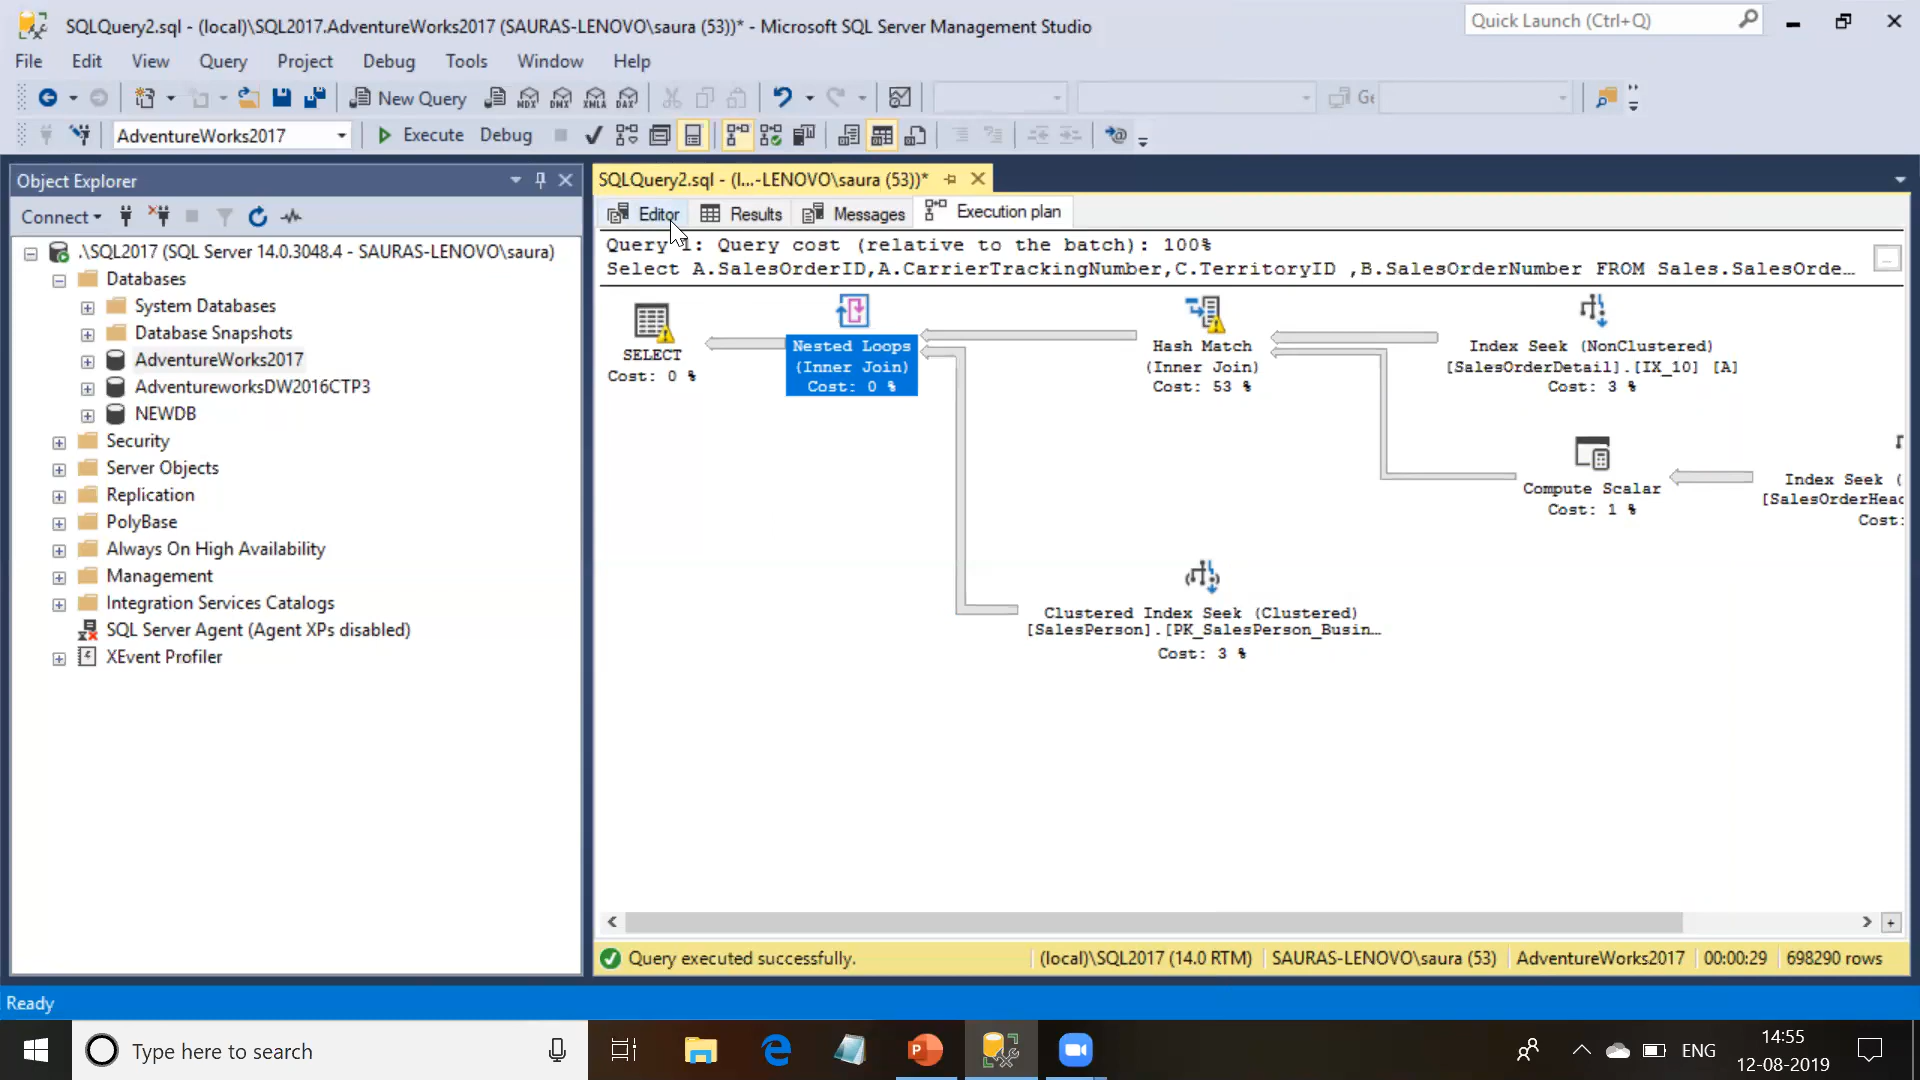 SQLQuery2.sql - (local)\SQL2017.AdventureWorks2017 (SAURAS-LENOVO\saura (53))* - Microsoft SQL Server Management Studio
Quick Launch (Ctrl+Q)
File Edit View Query Project Debug Tools Window Help
New Query MDX DMX XMLA DAX
AdventureWorks2017 Execute Debug
Object Explorer
Connect
.\SQL2017 (SQL Server 14.0.3048.4 - SAURAS-LENOVO\saura)
Databases
System Databases
Database Snapshots
AdventureWorks2017
AdventureworksDW2016CTP3
NEWDB
Security
Server Objects
Replication
PolyBase
Always On High Availability
Management
Integration Services Catalogs
SQL Server Agent (Agent XPs disabled)
XEvent Profiler
SQLQuery2.sql - (l...-LENOVO\saura (53))*
Editor Results Messages Execution plan
Query 1: Query cost (relative to the batch): 100%
Select A.SalesOrderID,A.CarrierTrackingNumber,C.TerritoryID ,B.SalesOrderNumber FROM Sales.SalesOrde...
SELECT
Cost: 0 %
Nested Loops
(Inner Join)
Cost: 0 %
Hash Match
(Inner Join)
Cost: 53 %
Index Seek (NonClustered)
[SalesOrderDetail].[IX_10] [A]
Cost: 3 %
Compute Scalar
Cost: 1 %
Index Seek (
[SalesOrderHead
Cost:
Clustered Index Seek (Clustered)
[SalesPerson].[PK_SalesPerson_Busin...
Cost: 3 %
Query executed successfully.
(local)\SQL2017 (14.0 RTM) SAURAS-LENOVO\saura (53) AdventureWorks2017 00:00:29 698290 rows
Ready
Type here to search
ENG
14:55
12-08-2019